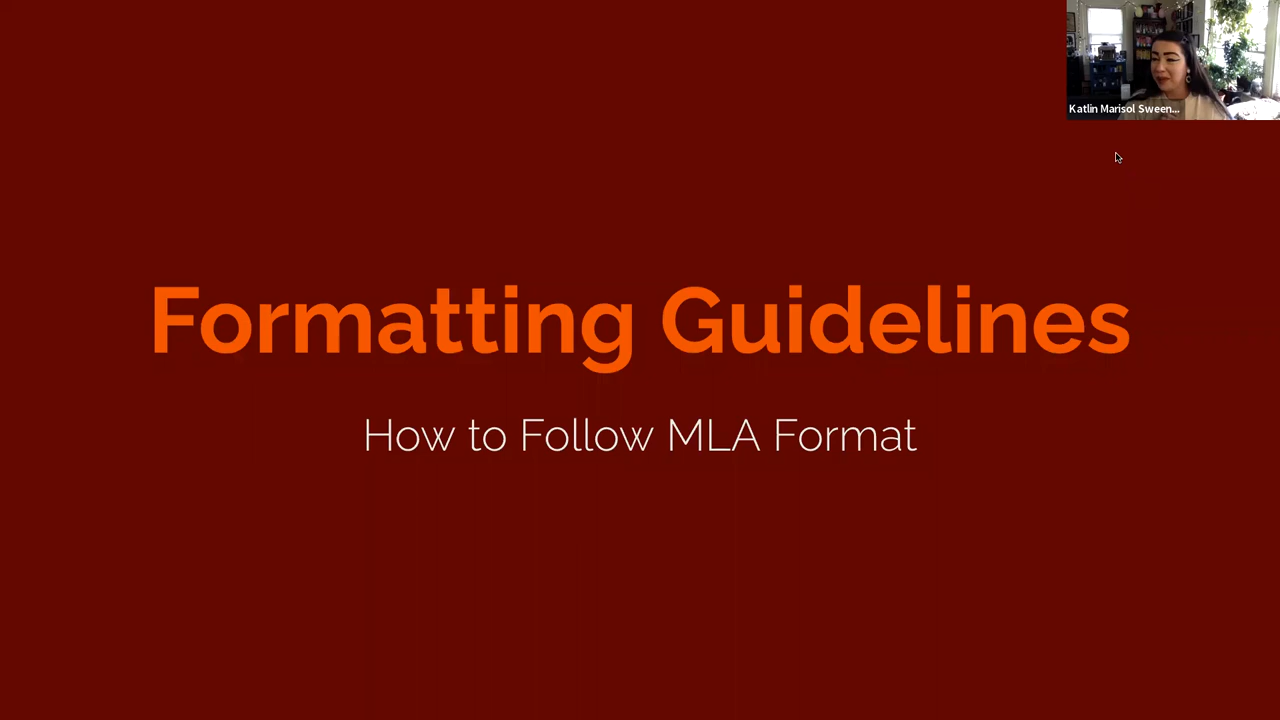 Katlin Marisol Sween...
Formatting Guidelines
How to Follow MLA Format